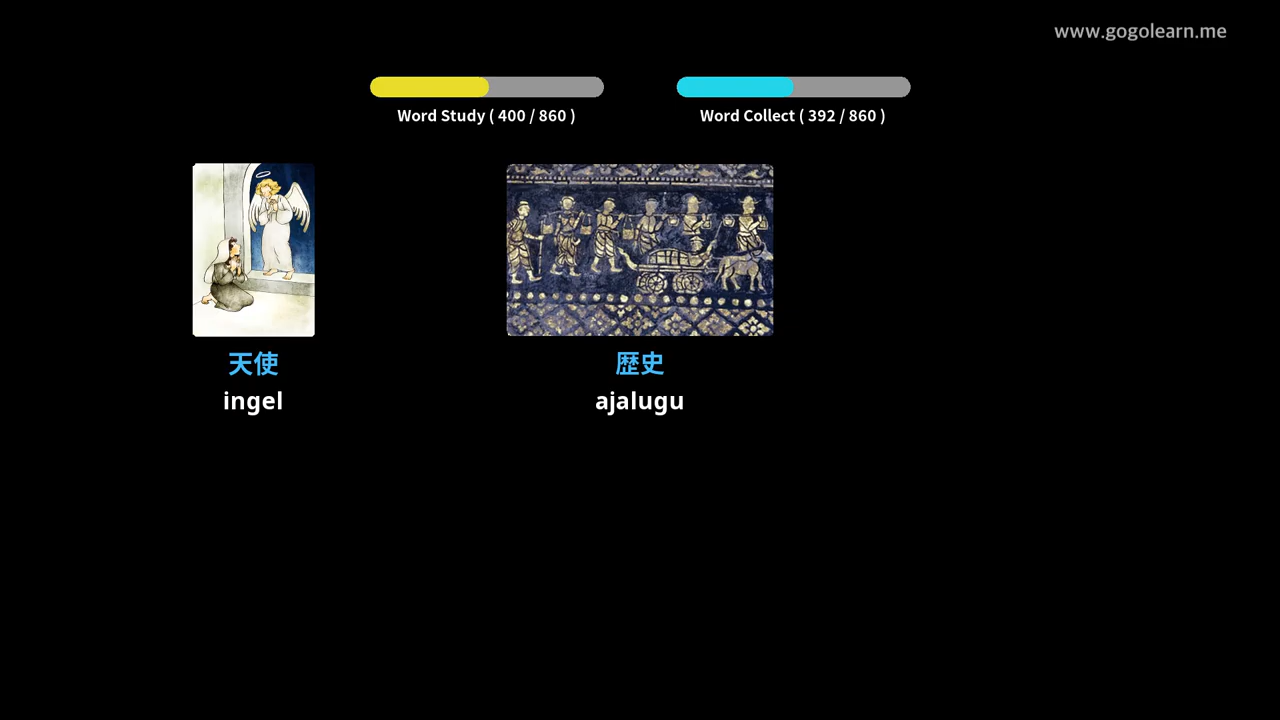 www.gogolearn.me
Word Study ( 400 / 860 )
Word Collect ( 392 / 860 )
天使
ingel
歴史
ajalugu